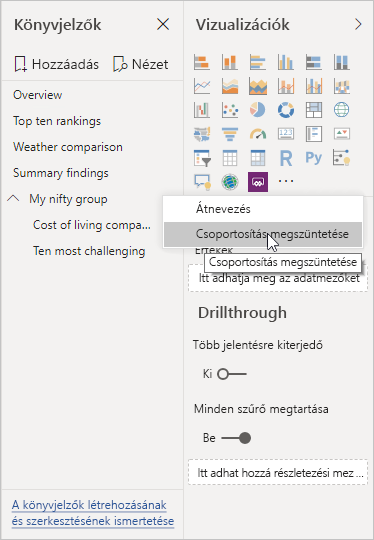 Könyvjelzők
Hozzáadás
Nézet
Overview
Top ten rankings
Weather comparison
Summary findings
My nifty group
Cost of living compa...
Ten most challenging
A könyvjelzők létrehozásának
és szerkesztésének ismertetése
Vizualizációk
123
R
Py
Átnevezés
Csoportosítás megszüntetése
Értékek
Csoportosítás megszüntetése
Itt adhatja meg az adatmezőket
Drillthrough
Több jelentésre kiterjedő
Ki
Minden szűrő megtartása
Be
Itt adhat hozzá részletezési mez ...